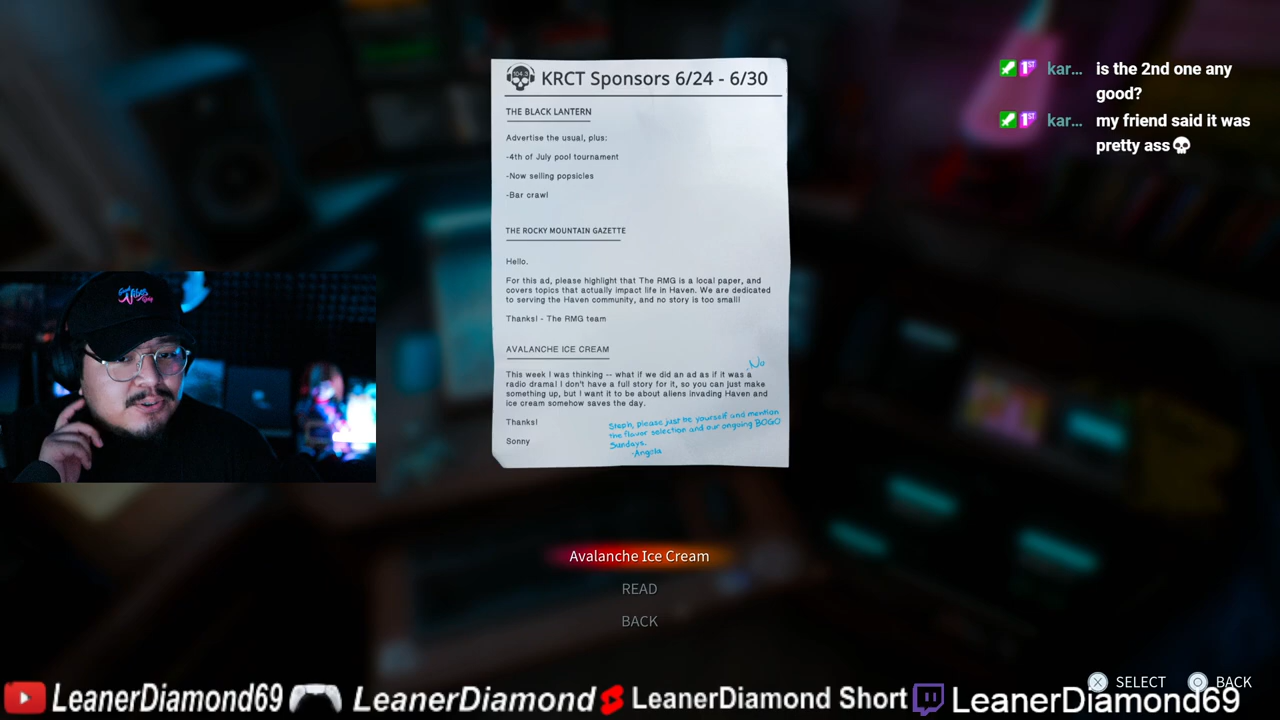 KRCT Sponsors 6/24 - 6/30
THE BLACK LANTERN
Advertise the usual, plus:
-4th of July pool tournament
-Now selling popsicles
-Bar crawl
THE ROCKY MOUNTAIN GAZETTE
Hello.
For this ad, please highlight that The RMG is a local paper, and
covers topics that actually impact life in Haven. We are dedicated
to serving the Haven community, and no story is too small!
Thanks! - The RMG team
AVALANCHE ICE CREAM
No
This week I was thinking -- what if we did an ad as if it was a
radio drama! I don't have a full story for it, so you can just make
something up, but I want it to be about aliens invading Haven and
ice cream somehow saves the day.
Thanks!
Sonny
Steph, please just be yourself and mention
the flavor selection and our ongoing BOGO
Sundays.
-Angela
kar... is the 2nd one any
good?
kar... my friend said it was
pretty ass💀
Avalanche Ice Cream
READ
BACK
SELECT
BACK
LeanerDiamond69
LeanerDiamond
LeanerDiamond Short
LeanerDiamond69